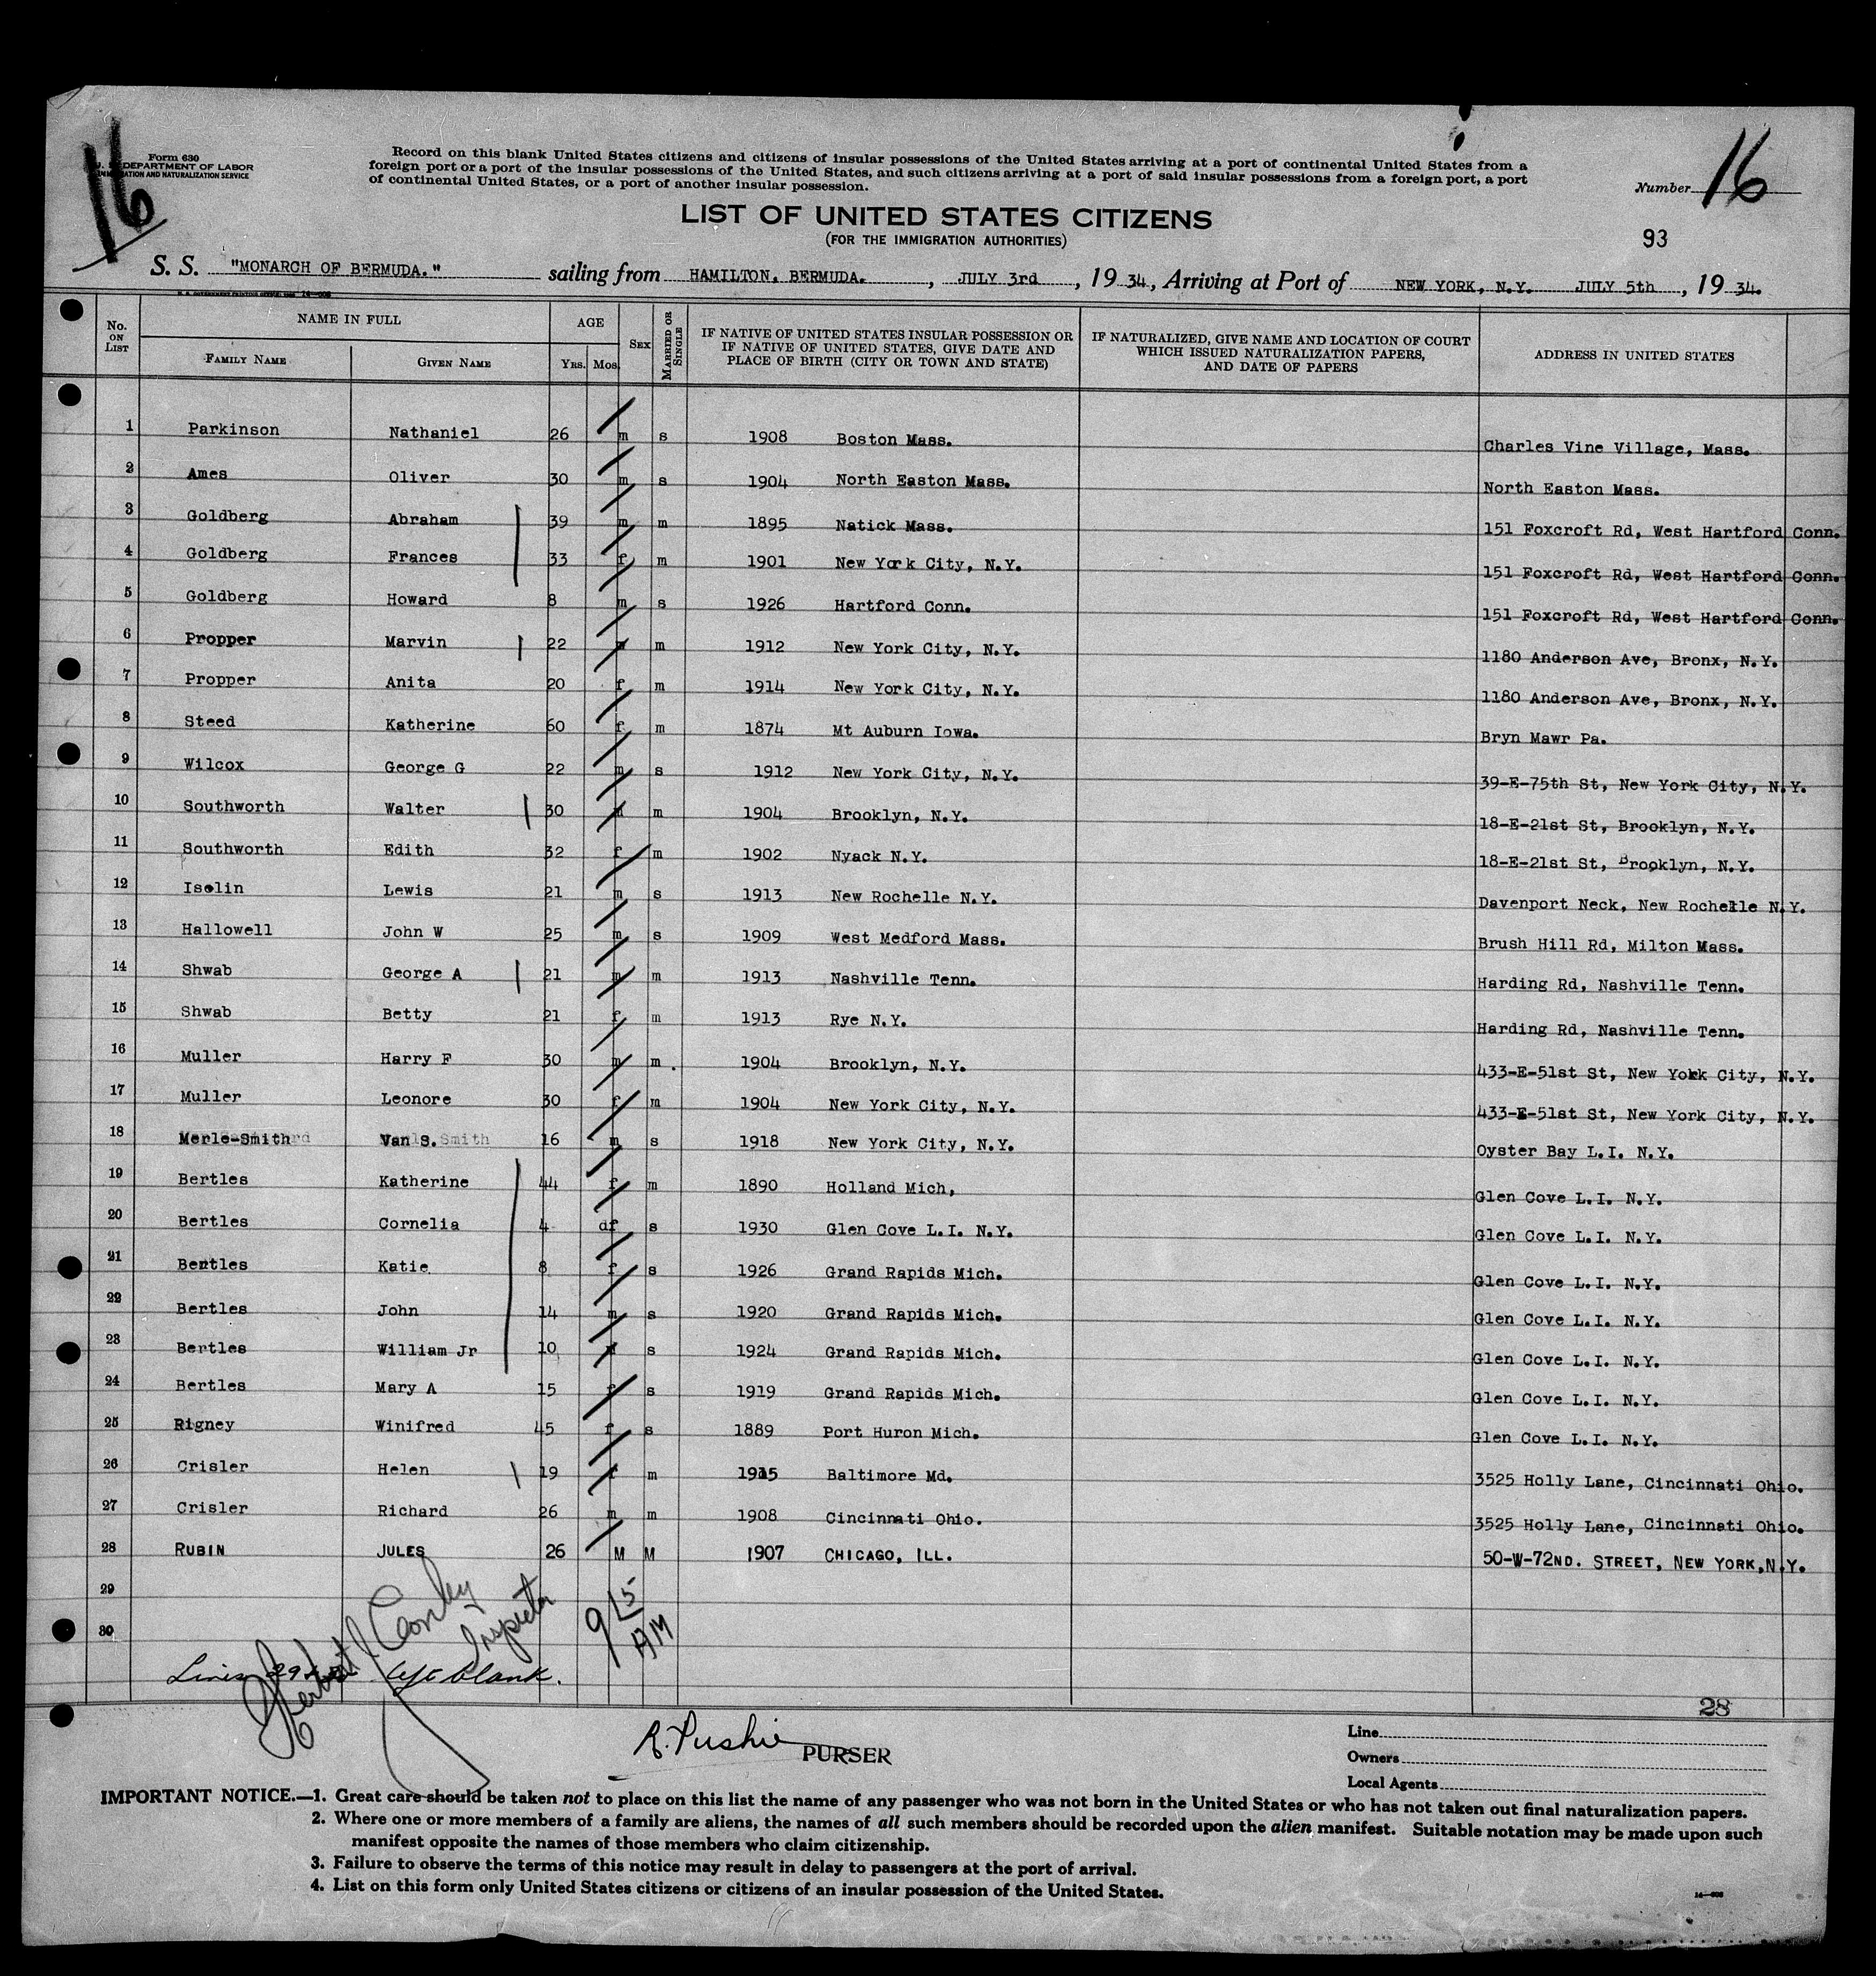 16
Form 630
U. S. DEPARTMENT OF LABOR
IMMIGRATION AND NATURALIZATION SERVICE
Record on this blank United States citizens and citizens of insular possessions of the United States arriving at a port of continental United States from a
foreign port or a port of the insular possessions of the United States, and such citizens arriving at a port of said insular possessions from a foreign port, a port
of continental United States, or a port of another insular possession.
Number 16
LIST OF UNITED STATES CITIZENS
(FOR THE IMMIGRATION AUTHORITIES)
93
S. S. "MONARCH OF BERMUDA." sailing from HAMILTON, BERMUDA. , JULY 3rd , 19 34, Arriving at Port of NEW YORK, N.Y. JULY 5th , 19 34.
No. ON LIST NAME IN FULL FAMILY NAME GIVEN NAME AGE YRS. MOS. SEX MARRIED OR SINGLE IF NATIVE OF UNITED STATES INSULAR POSSESSION OR IF NATIVE OF UNITED STATES, GIVE DATE AND PLACE OF BIRTH (CITY OR TOWN AND STATE) IF NATURALIZED, GIVE NAME AND LOCATION OF COURT WHICH ISSUED NATURALIZATION PAPERS, AND DATE OF PAPERS ADDRESS IN UNITED STATES
1 Parkinson Nathaniel 26 m s 1908 Boston Mass. Charles Vine Village, Mass.
2 Ames Oliver 30 m s 1904 North Easton Mass. North Easton Mass.
3 Goldberg Abraham 39 m m 1895 Natick Mass. 151 Foxcroft Rd, West Hartford Conn.
4 Goldberg Frances 33 f m 1901 New York City, N.Y. 151 Foxcroft Rd, West Hartford Conn.
5 Goldberg Howard 8 m s 1926 Hartford Conn. 151 Foxcroft Rd, West Hartford Conn.
6 Propper Marvin 22 m m 1912 New York City, N.Y. 1180 Anderson Ave, Bronx, N.Y.
7 Propper Anita 20 f m 1914 New York City, N.Y. 1180 Anderson Ave, Bronx, N.Y.
8 Steed Katherine 60 f m 1874 Mt Auburn Iowa. Bryn Mawr Pa.
9 Wilcox George G 22 m s 1912 New York City, N.Y. 39-E-75th St, New York City, N.Y.
10 Southworth Walter 30 m m 1904 Brooklyn, N.Y. 18-E-21st St, Brooklyn, N.Y.
11 Southworth Edith 32 f m 1902 Nyack N.Y. 18-E-21st St, Brooklyn, N.Y.
12 Iselin Lewis 21 m s 1913 New Rochelle N.Y. Davenport Neck, New Rochelle N.Y.
13 Hallowell John W 25 m s 1909 West Medford Mass. Brush Hill Rd, Milton Mass.
14 Shwab George A 21 m m 1913 Nashville Tenn. Harding Rd, Nashville Tenn.
15 Shwab Betty 21 f m 1913 Rye N.Y. Harding Rd, Nashville Tenn.
16 Muller Harry F 30 m m . 1904 Brooklyn, N.Y. 433-E-51st St, New York City, N.Y.
17 Muller Leonore 30 f m 1904 New York City, N.Y. 433-E-51st St, New York City, N.Y.
18 Merle-Smith Van S. 16 m s 1918 New York City, N.Y. Oyster Bay L.I. N.Y.
19 Bertles Katherine 44 f m 1890 Holland Mich, Glen Cove L.I. N.Y.
20 Bertles Cornelia 4 f s 1930 Glen Cove L.I. N.Y. Glen Cove L.I. N.Y.
21 Bertles Katie 8 f s 1926 Grand Rapids Mich. Glen Cove L.I. N.Y.
22 Bertles John 14 m s 1920 Grand Rapids Mich. Glen Cove L.I. N.Y.
23 Bertles William Jr 10 s 1924 Grand Rapids Mich. Glen Cove L.I. N.Y.
24 Bertles Mary A 15 f s 1919 Grand Rapids Mich. Glen Cove L.I. N.Y.
25 Rigney Winifred 45 f s 1889 Port Huron Mich. Glen Cove L.I. N.Y.
26 Crisler Helen 19 f m 1915 Baltimore Md. 3525 Holly Lane, Cincinnati Ohio.
27 Crisler Richard 26 m m 1908 Cincinnati Ohio. 3525 Holly Lane, Cincinnati Ohio.
28 RUBIN JULES 26 M M 1907 CHICAGO, ILL. 50-W-72ND. STREET, NEW YORK,N.Y.
29
30
Herbert Conley
Inspector
9 15 AM
Lines 29 left blank.
28
R. Pushie PURSER
Line
Owners
Local Agents
IMPORTANT NOTICE.—1. Great care should be taken not to place on this list the name of any passenger who was not born in the United States or who has not taken out final naturalization papers.
2. Where one or more members of a family are aliens, the names of all such members should be recorded upon the alien manifest. Suitable notation may be made upon such
manifest opposite the names of those members who claim citizenship.
3. Failure to observe the terms of this notice may result in delay to passengers at the port of arrival.
4. List on this form only United States citizens or citizens of an insular possession of the United States.